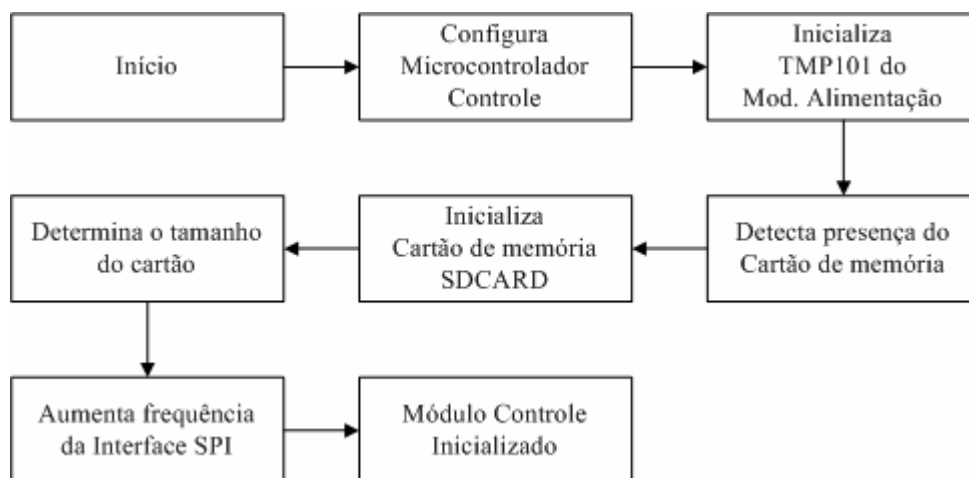 Início
Configura
Microcontrolador
Controle
Inicializa
TMP101 do
Mod. Alimentação
Detecta presença do
Cartão de memória
Inicializa
Cartão de memória
SDCARD
Determina o tamanho
do cartão
Aumenta frequência
da Interface SPI
Módulo Controle
Inicializado